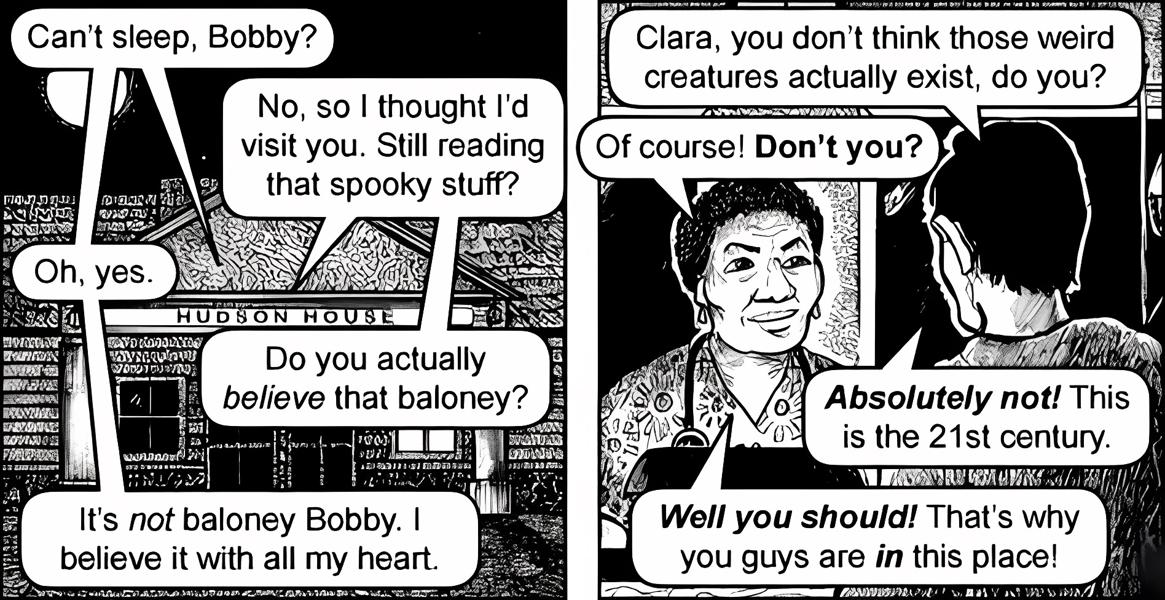 Can't sleep, Bobby?
No, so I thought I'd
visit you. Still reading
that spooky stuff?
Oh, yes.
HUDSON HOUSE
Do you actually
believe that baloney?
It's not baloney Bobby. I
believe it with all my heart.
Clara, you don't think those weird
creatures actually exist, do you?
Of course! Don't you?
Absolutely not! This
is the 21st century.
Well you should! That's why
you guys are in this place!